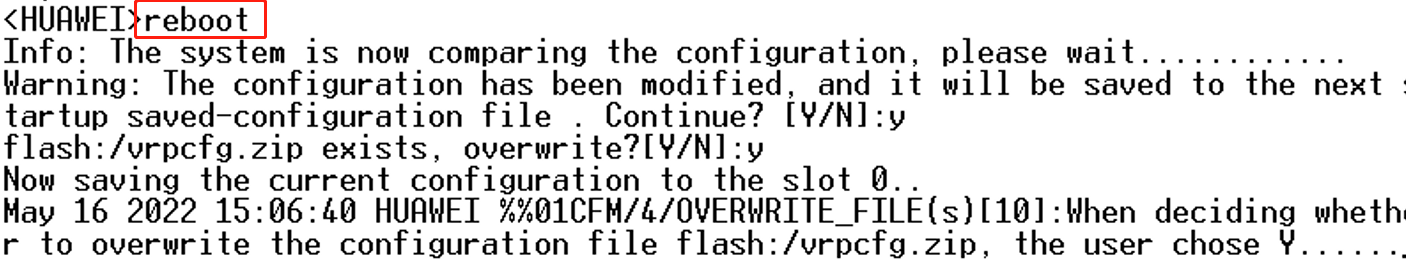 <HUAWEI>reboot
Info: The system is now comparing the configuration, please wait............
Warning: The configuration has been modified, and it will be saved to the next s
tartup saved-configuration file . Continue? [Y/N]:y
flash:/vrpcfg.zip exists, overwrite?[Y/N]:y
Now saving the current configuration to the slot 0..
May 16 2022 15:06:40 HUAWEI %%01CFM/4/OVERWRITE_FILE(s)[10]:When deciding whethe
r to overwrite the configuration file flash:/vrpcfg.zip, the user chose Y.......